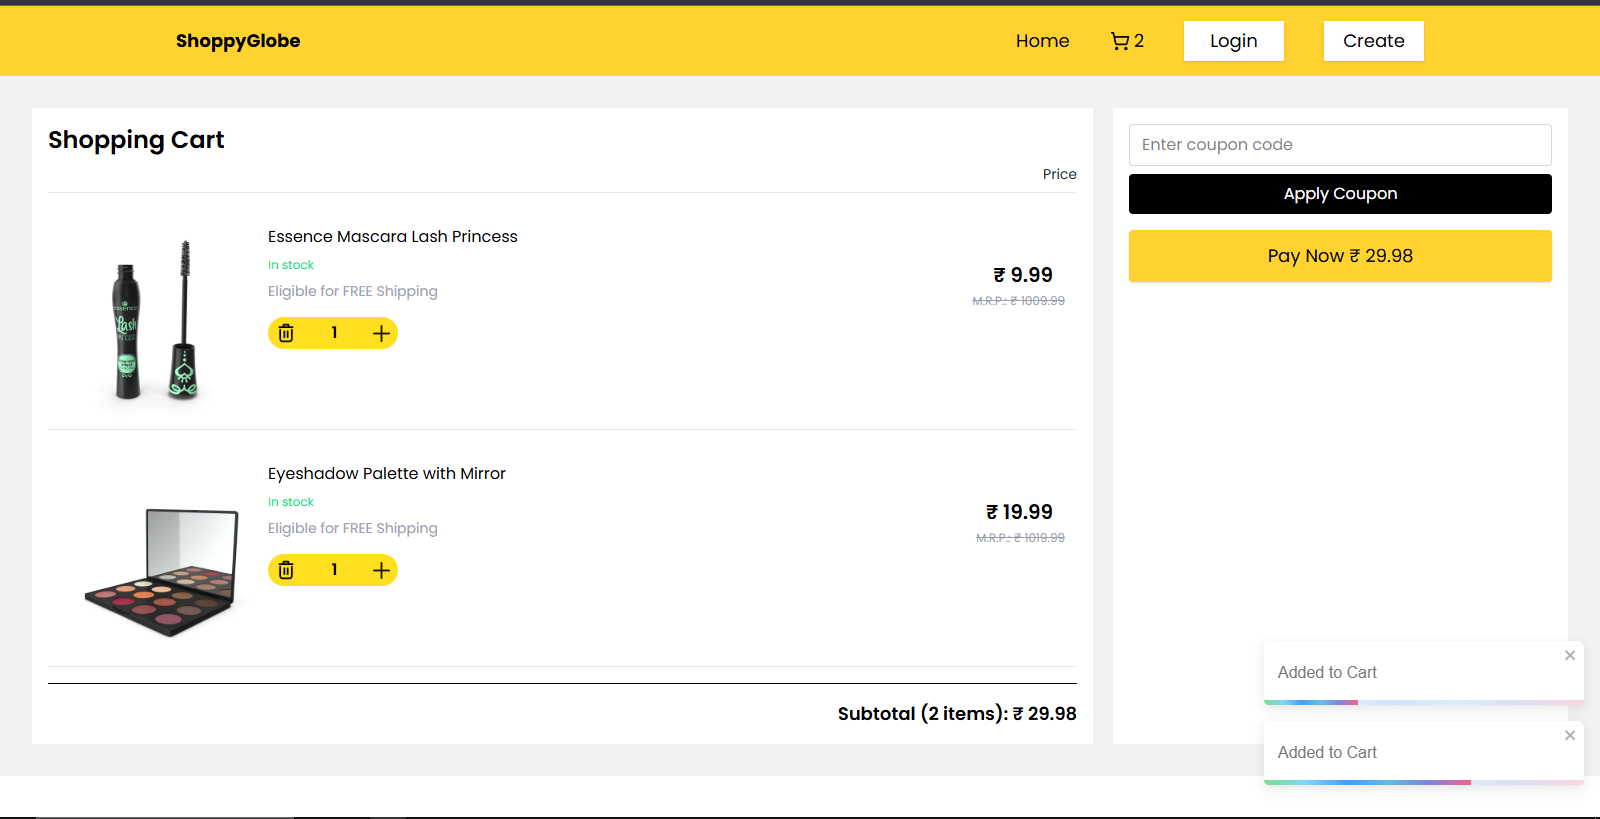 ShoppyGlobe
Home
2
Login
Create
Shopping Cart
Price
Essence Mascara Lash Princess
In stock
Eligible for FREE Shipping
1
₹ 9.99
M.R.P.: ₹ 1009.99
essence
Lash
PRINCESS
Eyeshadow Palette with Mirror
In stock
Eligible for FREE Shipping
1
₹ 19.99
M.R.P.: ₹ 1019.99
Subtotal (2 items): ₹ 29.98
Enter coupon code
Apply Coupon
Pay Now ₹ 29.98
Added to Cart
Added to Cart